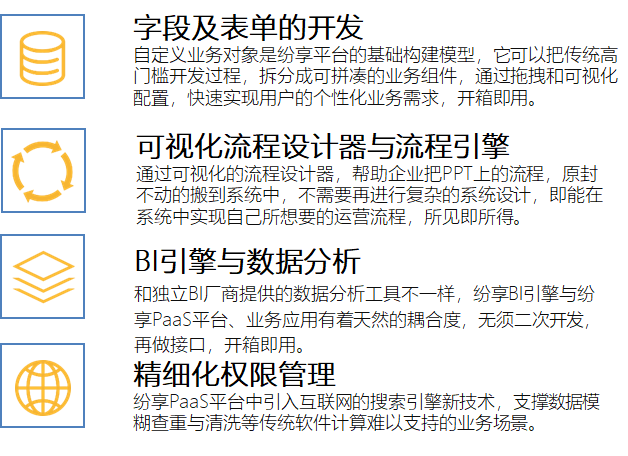 字段及表单的开发
自定义业务对象是纷享平台的基础构建模型，它可以把传统高
门槛开发过程，拆分成可拼凑的业务组件，通过拖拽和可视化
配置，快速实现用户的个性化业务需求，开箱即用。
可视化流程设计器与流程引擎
通过可视化的流程设计器，帮助企业把PPT上的流程，原封
不动的搬到系统中，不需要再进行复杂的系统设计，即能在
系统中实现自己所想要的运营流程，所见即所得。
BI引擎与数据分析
和独立BI厂商提供的数据分析工具不一样，纷享BI引擎与纷
享PaaS平台、业务应用有着天然的耦合度，无须二次开发，
再做接口，开箱即用。
精细化权限管理
纷享PaaS平台中引入互联网的搜索引擎新技术，支撑数据模
糊查重与清洗等传统软件计算难以支持的业务场景。